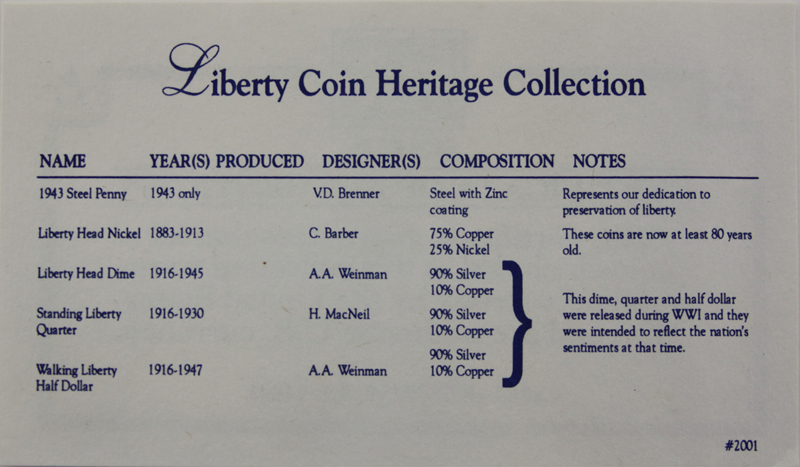 Liberty Coin Heritage Collection
NAME YEAR(S) PRODUCED DESIGNER(S) COMPOSITION NOTES
1943 Steel Penny 1943 only V.D. Brenner Steel with Zinc Represents our dedication to
coating preservation of liberty.
Liberty Head Nickel 1883-1913 C. Barber 75% Copper These coins are now at least 80 years
25% Nickel old.
Liberty Head Dime 1916-1945 A.A. Weinman 90% Silver
10% Copper
This dime, quarter and half dollar
Standing Liberty 1916-1930 H. MacNeil 90% Silver were released during WWI and they
Quarter 10% Copper were intended to reflect the nation's
90% Silver sentiments at that time.
Walking Liberty 1916-1947 A.A. Weinman 10% Copper
Half Dollar
#2001